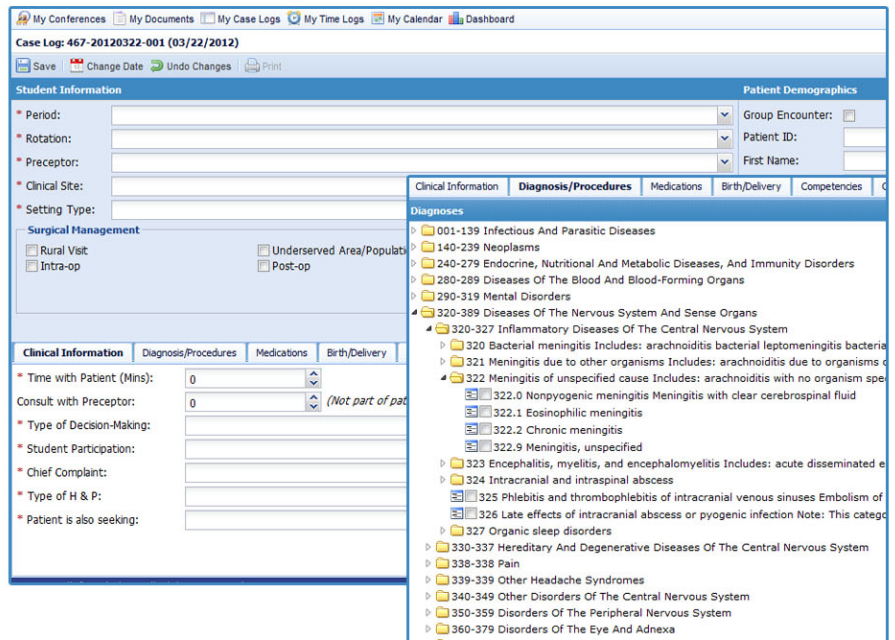 My Conferences My Documents My Case Logs My Time Logs My Calendar Dashboard
Case Log: 467-20120322-001 (03/22/2012)
Save Change Date Undo Changes Print
Student Information Patient Demographics
* Period: Group Encounter:
* Rotation: Patient ID:
* Preceptor: First Name:
* Clinical Site:
* Setting Type:
Surgical Management
Rural Visit Underserved Area/Populati
Intra-op Post-op
Clinical Information Diagnosis/Procedures Medications Birth/Delivery
* Time with Patient (Mins): 0
Consult with Preceptor: 0 (Not part of pat
* Type of Decision-Making:
* Student Participation:
* Chief Complaint:
* Type of H & P:
* Patient is also seeking:
Clinical Information Diagnosis/Procedures Medications Birth/Delivery Competencies
Diagnoses
001-139 Infectious And Parasitic Diseases
140-239 Neoplasms
240-279 Endocrine, Nutritional And Metabolic Diseases, And Immunity Disorders
280-289 Diseases Of The Blood And Blood-Forming Organs
290-319 Mental Disorders
320-389 Diseases Of The Nervous System And Sense Organs
320-327 Inflammatory Diseases Of The Central Nervous System
320 Bacterial meningitis Includes: arachnoiditis bacterial leptomeningitis bacteria
321 Meningitis due to other organisms Includes: arachnoiditis due to organisms
322 Meningitis of unspecified cause Includes: arachnoiditis with no organism spe
322.0 Nonpyogenic meningitis Meningitis with clear cerebrospinal fluid
322.1 Eosinophilic meningitis
322.2 Chronic meningitis
322.9 Meningitis, unspecified
323 Encephalitis, myelitis, and encephalomyelitis Includes: acute disseminated e
324 Intracranial and intraspinal abscess
325 Phlebitis and thrombophlebitis of intracranial venous sinuses Embolism of
326 Late effects of intracranial abscess or pyogenic infection Note: This catego
327 Organic sleep disorders
330-337 Hereditary And Degenerative Diseases Of The Central Nervous System
338-338 Pain
339-339 Other Headache Syndromes
340-349 Other Disorders Of The Central Nervous System
350-359 Disorders Of The Peripheral Nervous System
360-379 Disorders Of The Eye And Adnexa